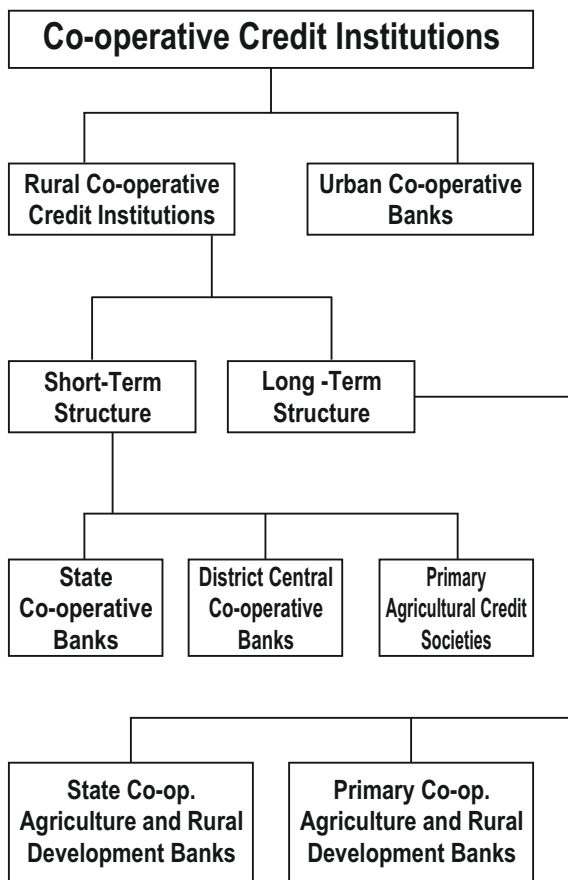 Co-operative Credit Institutions
Rural Co-operative
Credit Institutions
Urban Co-operative
Banks
Short-Term
Structure
Long -Term
Structure
State
Co-operative
Banks
District Central
Co-operative
Banks
Primary
Agricultural Credit
Societies
State Co-op.
Agriculture and Rural
Development Banks
Primary Co-op.
Agriculture and Rural
Development Banks